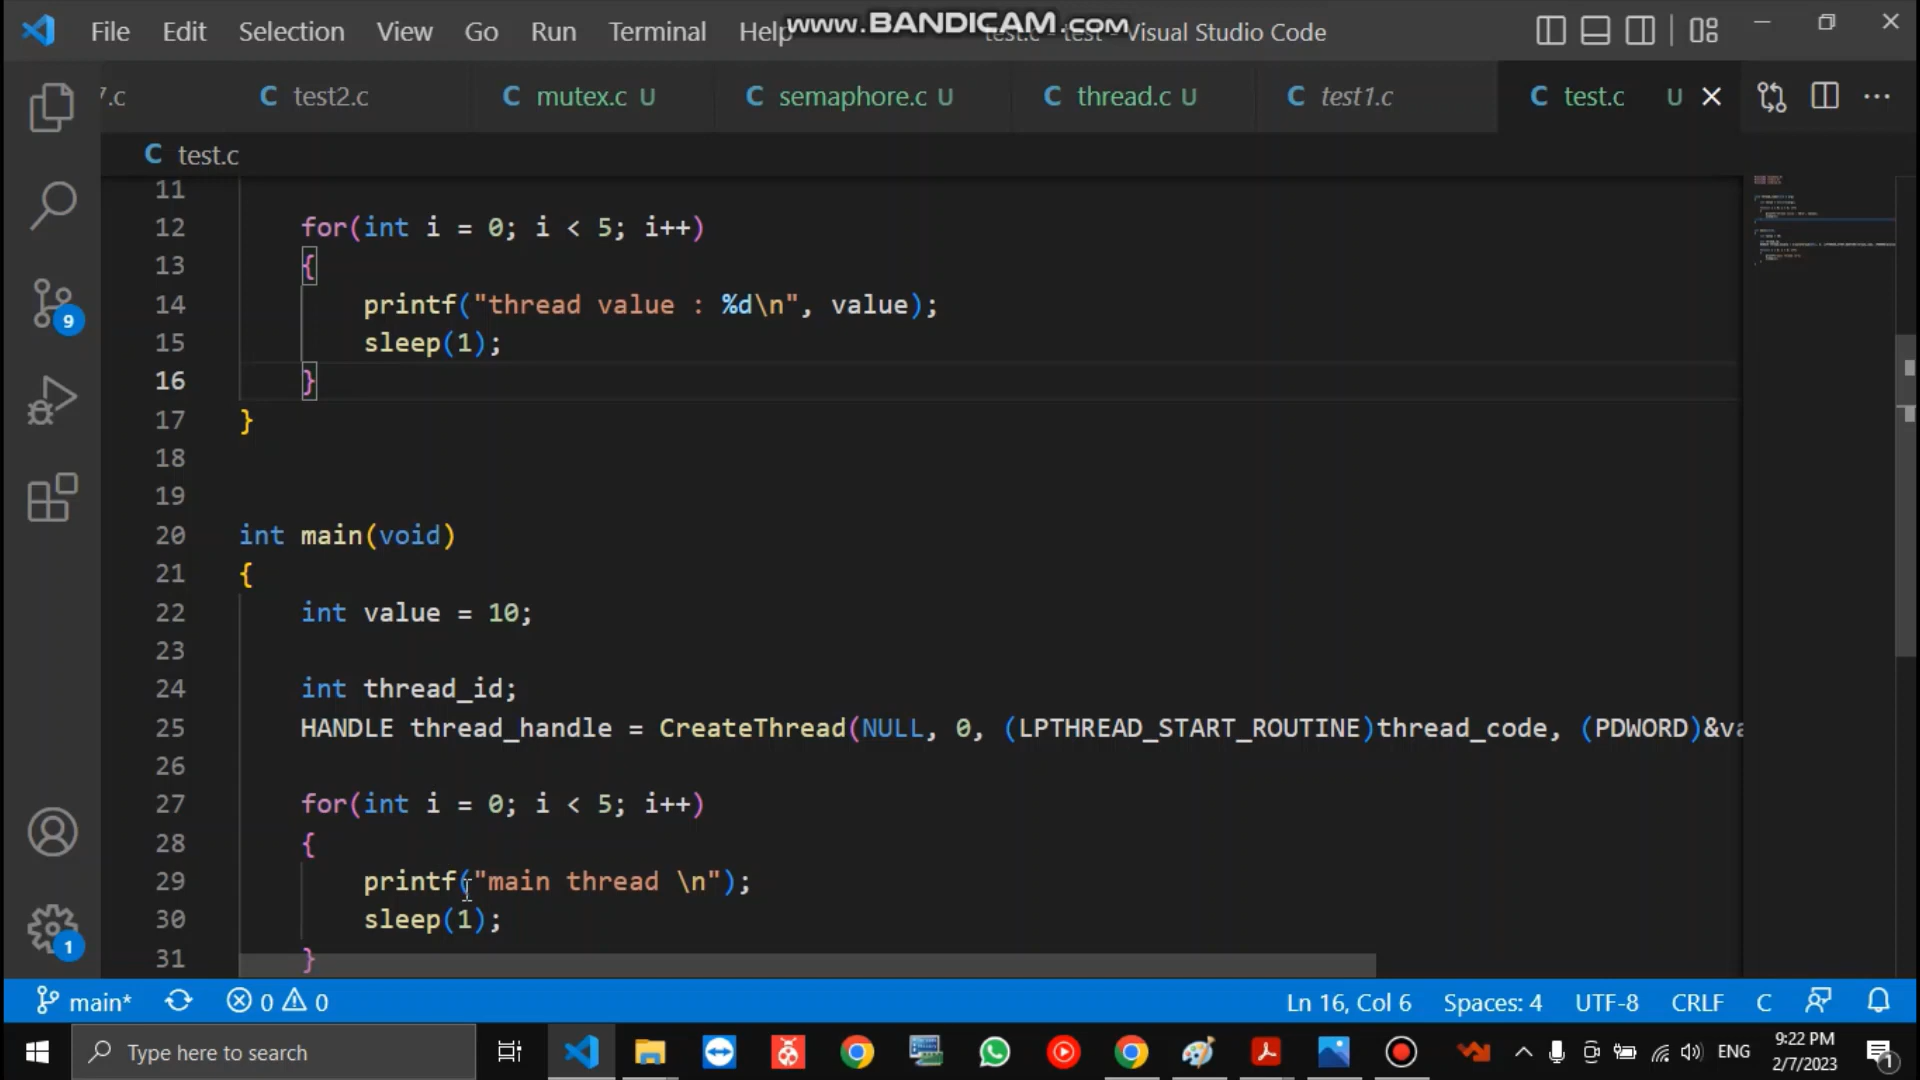 File Edit Selection View Go Run Terminal Help www.BANDICAM.com test.c - test - Visual Studio Code
7.c test2.c mutex.c U semaphore.c U thread.c U test1.c test.c U
test.c
11
12 for(int i = 0; i < 5; i++)
13 {
14 printf("thread value : %d\n", value);
15 sleep(1);
16 }
17 }
18
19
20 int main(void)
21 {
22 int value = 10;
23
24 int thread_id;
25 HANDLE thread_handle = CreateThread(NULL, 0, (LPTHREAD_START_ROUTINE)thread_code, (PDWORD)&va
26
27 for(int i = 0; i < 5; i++)
28 {
29 printf("main thread \n");
30 sleep(1);
31 }
9
1
main* 0 0 Ln 16, Col 6 Spaces: 4 UTF-8 CRLF C
Type here to search ENG 9:22 PM
2/7/2023 1